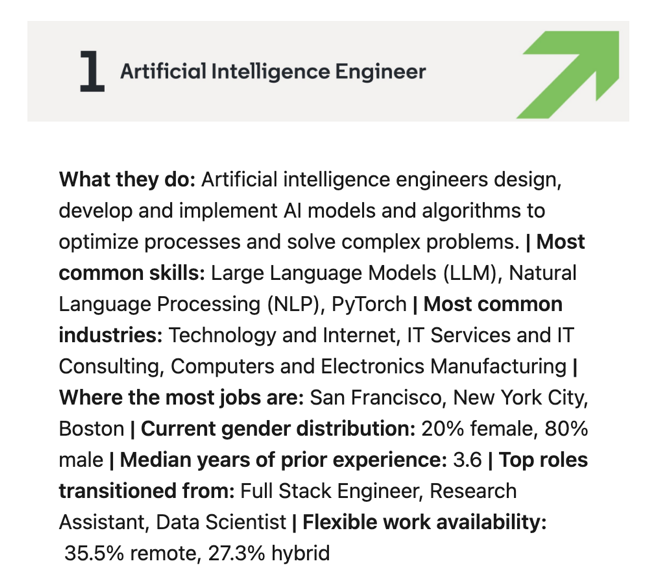 1 Artificial Intelligence Engineer
What they do: Artificial intelligence engineers design,
develop and implement AI models and algorithms to
optimize processes and solve complex problems. | Most
common skills: Large Language Models (LLM), Natural
Language Processing (NLP), PyTorch | Most common
industries: Technology and Internet, IT Services and IT
Consulting, Computers and Electronics Manufacturing |
Where the most jobs are: San Francisco, New York City,
Boston | Current gender distribution: 20% female, 80%
male | Median years of prior experience: 3.6 | Top roles
transitioned from: Full Stack Engineer, Research
Assistant, Data Scientist | Flexible work availability:
35.5% remote, 27.3% hybrid